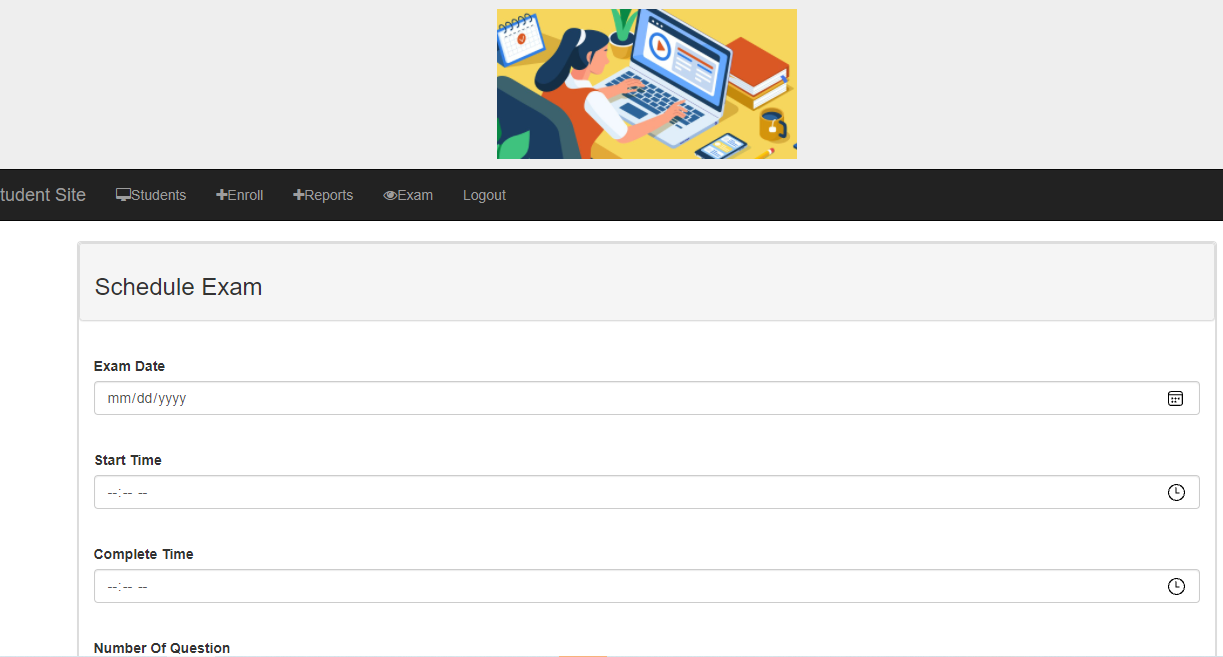 tudent Site Students Enroll Reports Exam Logout
Schedule Exam
Exam Date
mm/dd/yyyy
Start Time
--:-- --
Complete Time
--:-- --
Number Of Question